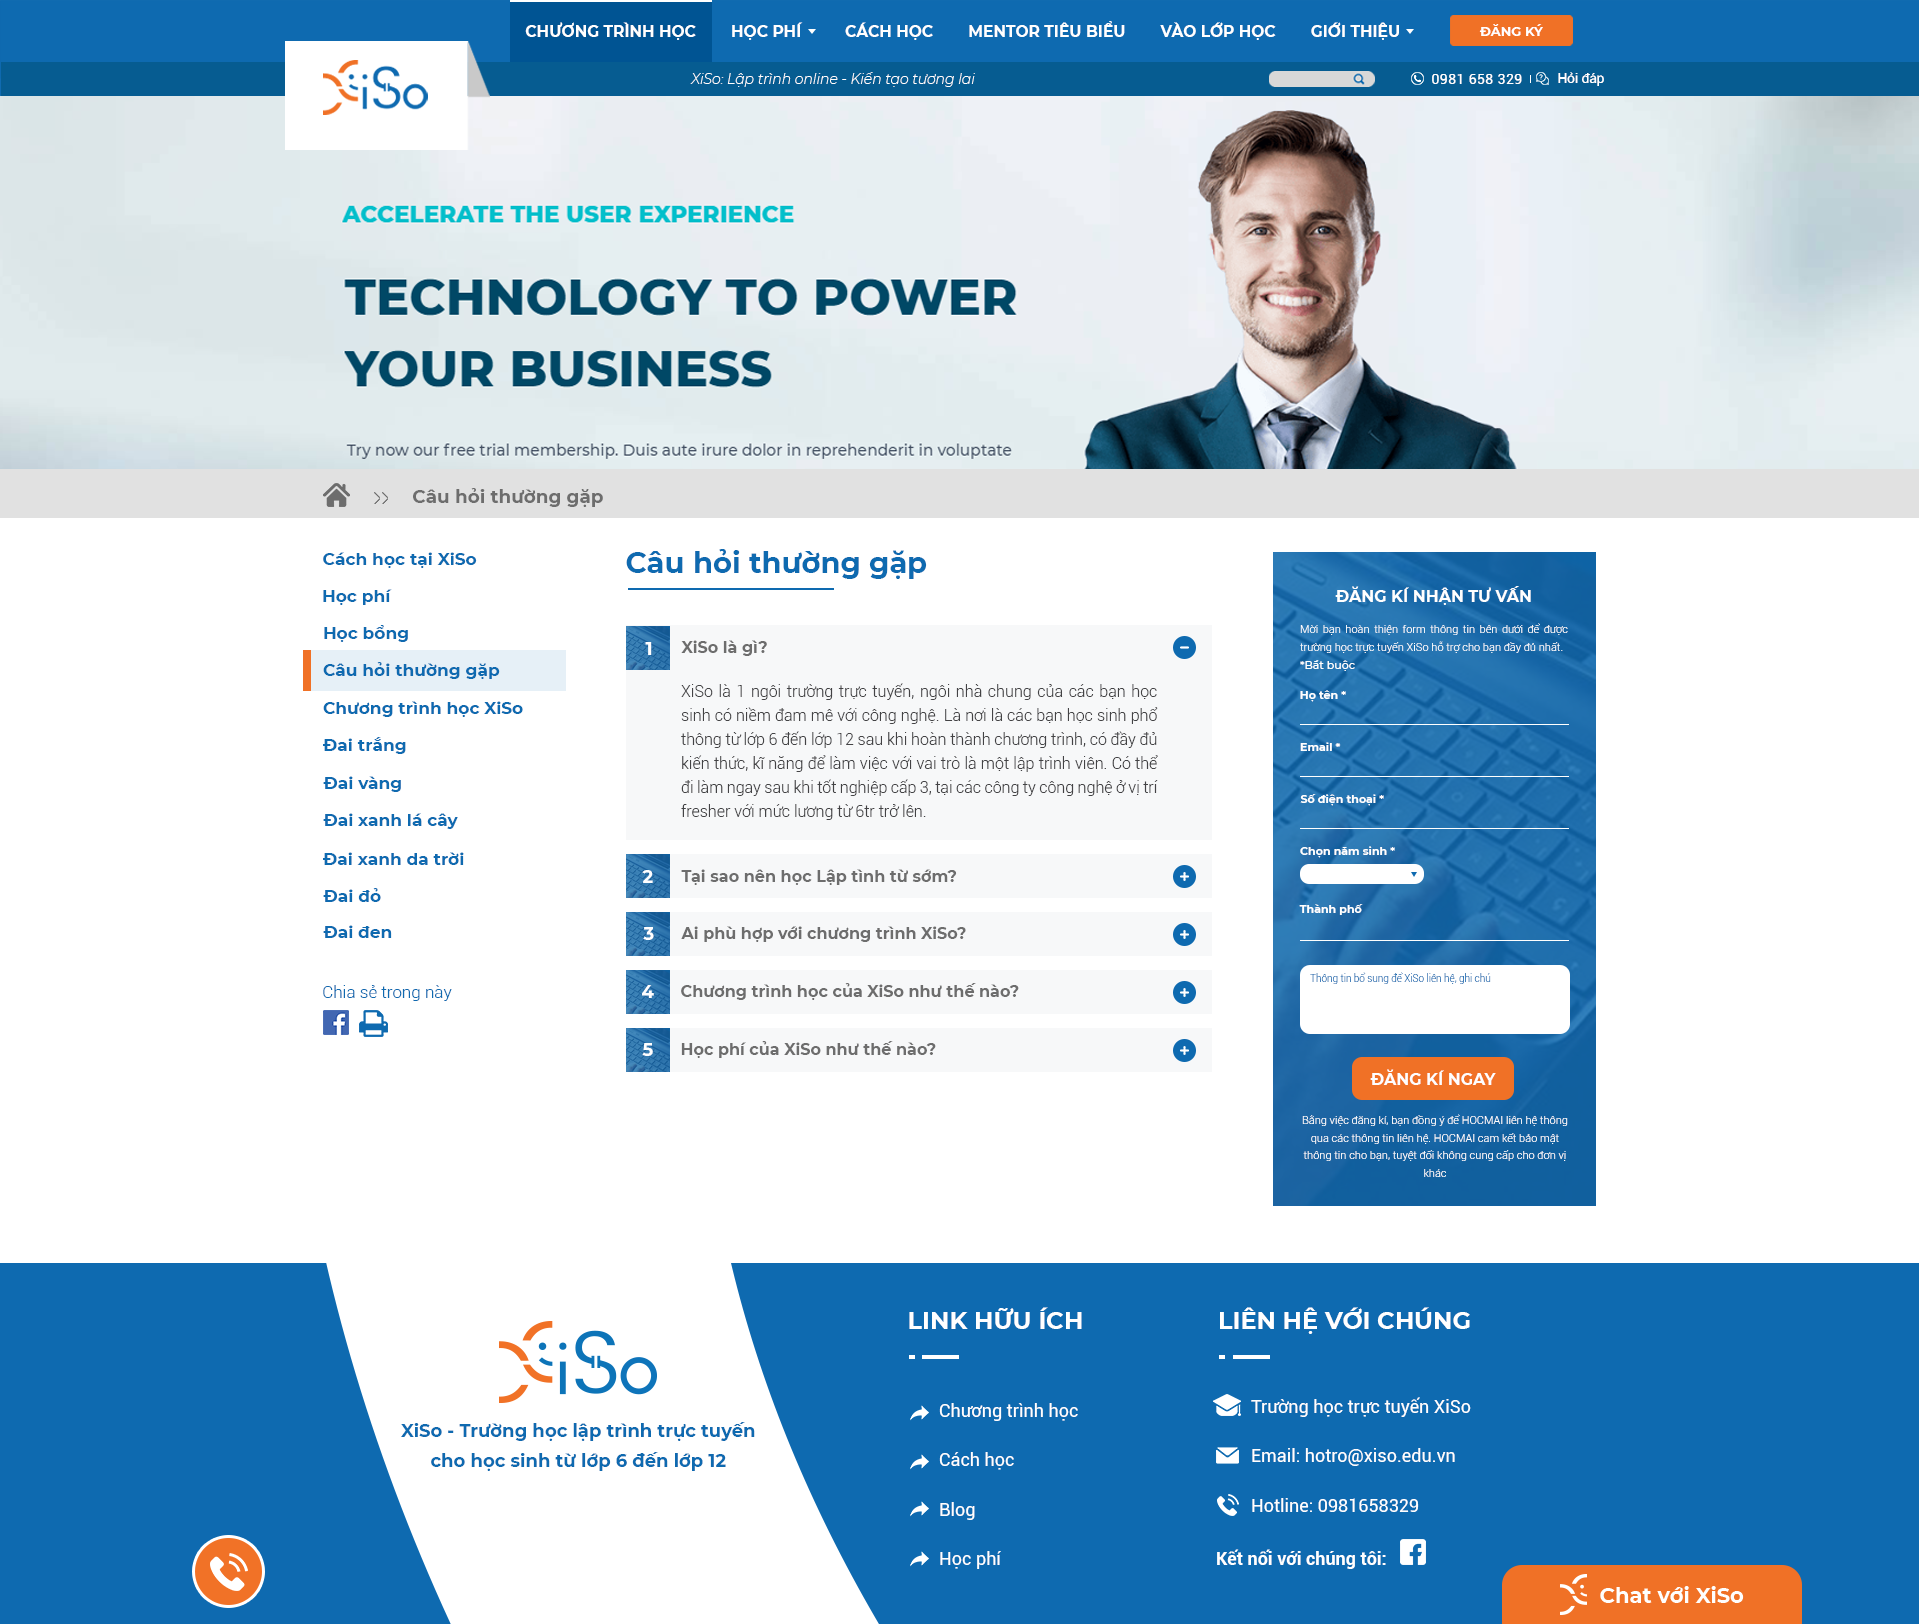 CHƯƠNG TRÌNH HỌC HỌC PHÍ CÁCH HỌC MENTOR TIÊU BIỂU VÀO LỚP HỌC GIỚI THIỆU ĐĂNG KÝ
XiSo: Lập trình online - Kiến tạo tương lai 0981 658 329 Hỏi đáp
XiSo
ACCELERATE THE USER EXPERIENCE
TECHNOLOGY TO POWER
YOUR BUSINESS
Try now our free trial membership. Duis aute irure dolor in reprehenderit in voluptate
Câu hỏi thường gặp
Cách học tại XiSo
Học phí
Học bổng
Câu hỏi thường gặp
Chương trình học XiSo
Đai trắng
Đai vàng
Đai xanh lá cây
Đai xanh da trời
Đai đỏ
Đai đen
Chia sẻ trong này
Câu hỏi thường gặp
1 XiSo là gì?
XiSo là 1 ngôi trường trực tuyến, ngôi nhà chung của các bạn học
sinh có niềm đam mê với công nghệ. Là nơi là các bạn học sinh phổ
thông từ lớp 6 đến lớp 12 sau khi hoàn thành chương trình, có đầy đủ
kiến thức, kĩ năng để làm việc với vai trò là một lập trình viên. Có thể
đi làm ngay sau khi tốt nghiệp cấp 3, tại các công ty công nghệ ở vị trí
fresher với mức lương từ 6tr trở lên.
2 Tại sao nên học Lập tình từ sớm?
3 Ai phù hợp với chương trình XiSo?
4 Chương trình học của XiSo như thế nào?
5 Học phí của XiSo như thế nào?
ĐĂNG KÍ NHẬN TƯ VẤN
Mời bạn hoàn thiện form thông tin bên dưới để được
trường học trực tuyến XiSo hỗ trợ cho bạn đầy đủ nhất.
*Bắt buộc
Họ tên *
Email *
Số điện thoại *
Chọn năm sinh *
Thành phố
Thông tin bổ sung để XiSo liên hệ, ghi chú
ĐĂNG KÍ NGAY
Bằng việc đăng kí, bạn đồng ý để HOCMAI liên hệ thông
qua các thông tin liên hệ. HOCMAI cam kết bảo mật
thông tin cho bạn, tuyệt đối không cung cấp cho đơn vị
khác
XiSo
XiSo - Trường học lập trình trực tuyến
cho học sinh từ lớp 6 đến lớp 12
LINK HỮU ÍCH
Chương trình học
Cách học
Blog
Học phí
LIÊN HỆ VỚI CHÚNG
Trường học trực tuyến XiSo
Email: hotro@xiso.edu.vn
Hotline: 0981658329
Kết nối với chúng tôi:
Chat với XiSo